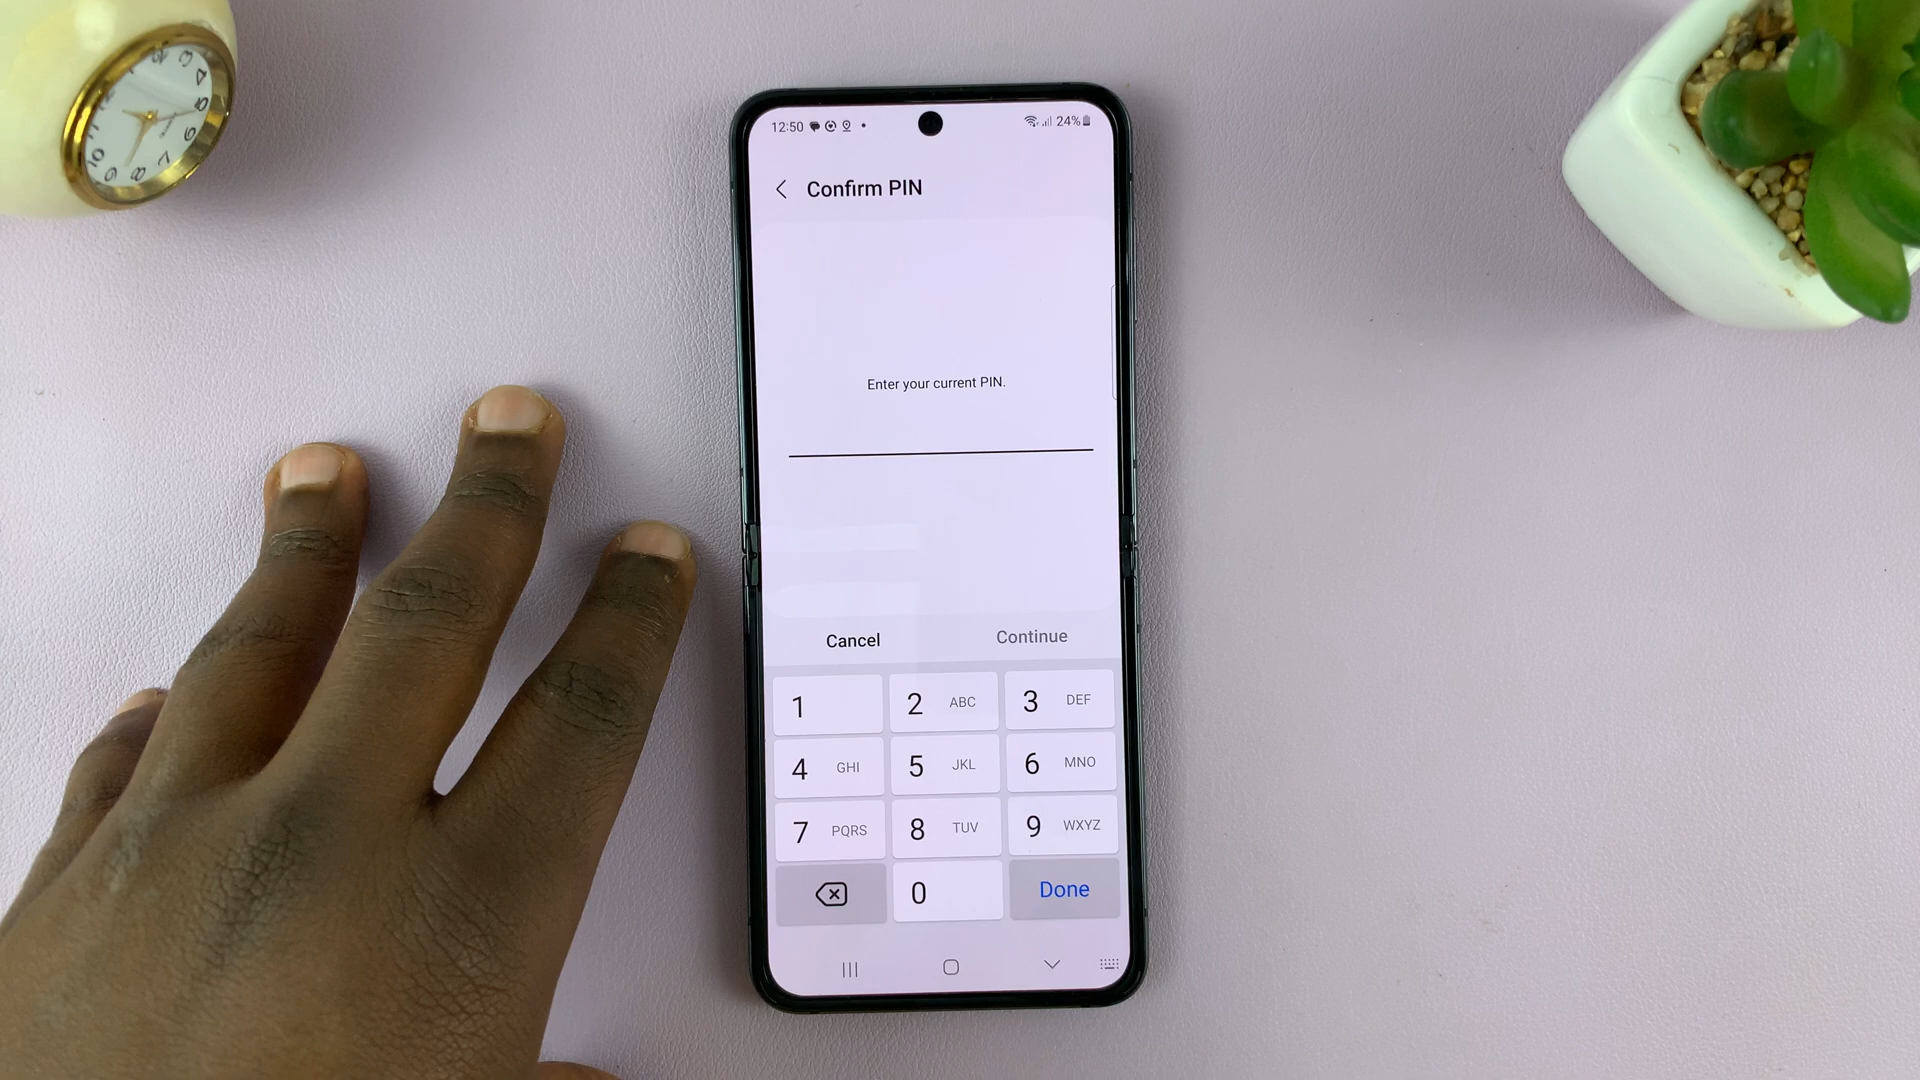 12:50
24%
Confirm PIN
Enter your current PIN.
Cancel Continue
1 2 ABC 3 DEF
4 GHI 5 JKL 6 MNO
7 PQRS 8 TUV 9 WXYZ
0 Done